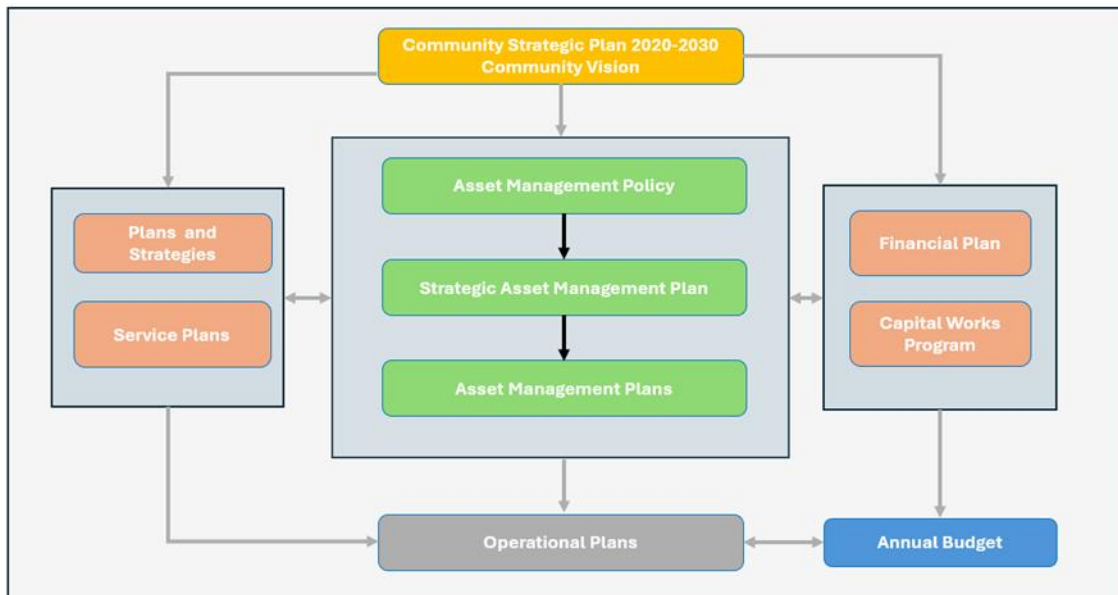 Community Strategic Plan 2020-2030
Community Vision
Asset Management Policy
Plans and
Strategies
Financial Plan
Strategic Asset Management Plan
Service Plans
Capital Works
Program
Asset Management Plans
Operational Plans
Annual Budget